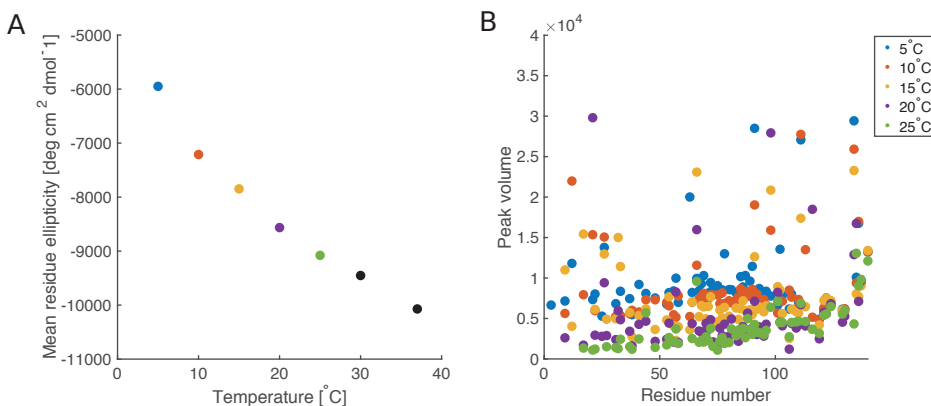 A
Mean residue ellipticity [deg cm 2 dmol -1]
-5000
-6000
-7000
-8000
-9000
-10000
-11000
0
10
20
30
40
Temperature [°C]
B
×10 4
Peak volume
4
3.5
3
2.5
2
1.5
1
0.5
0
0
100
Residue number
5°C
10°C
15°C
20°C
25°C